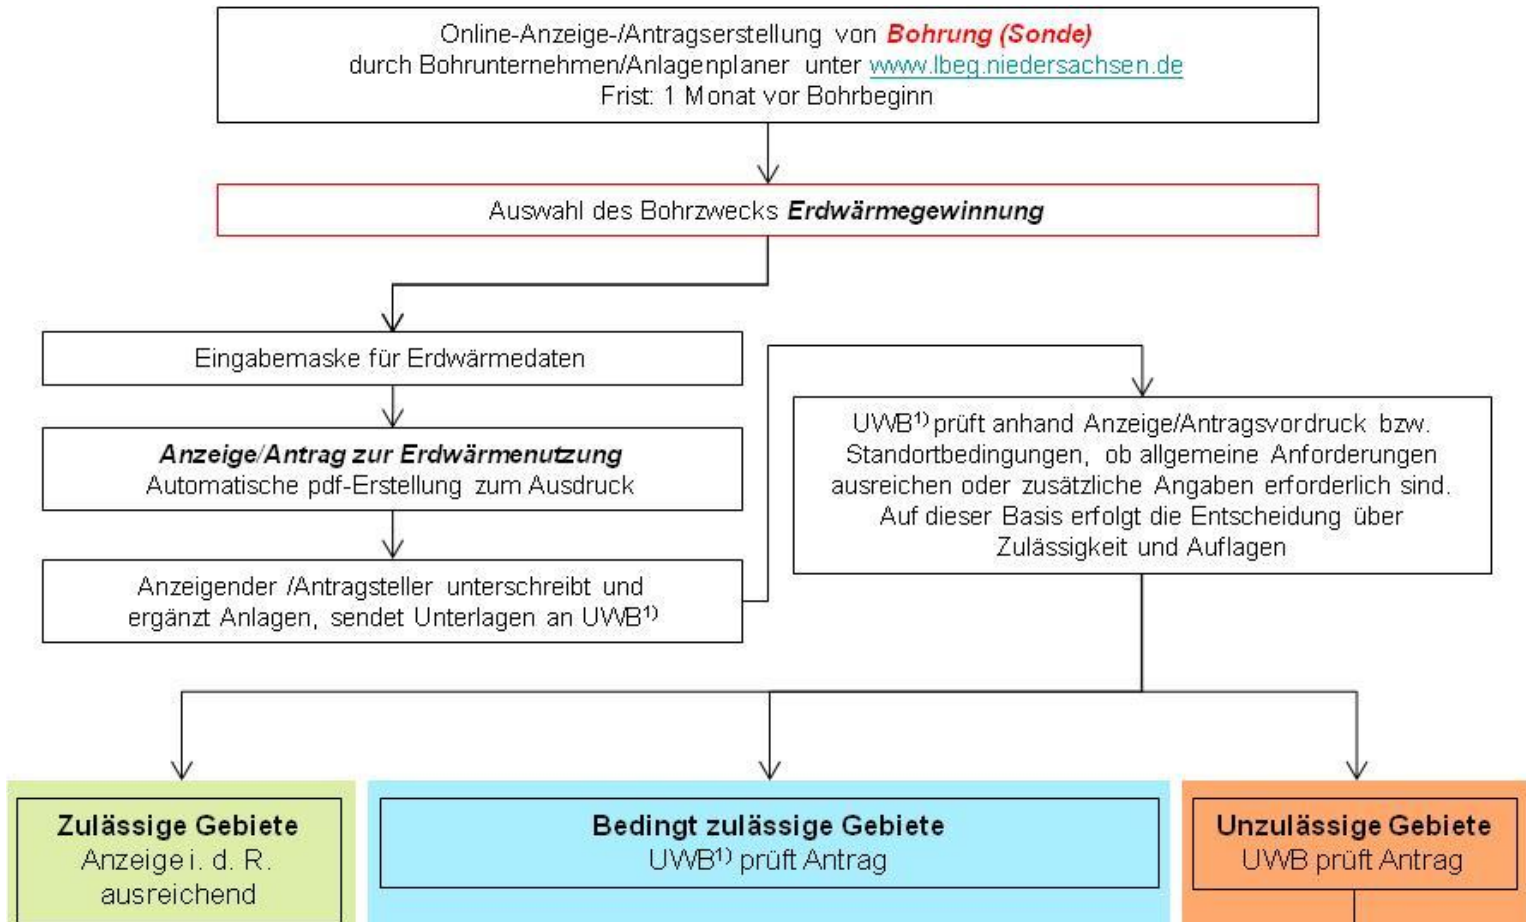 Online-Anzeige-/Antragserstellung von Bohrung (Sonde)
durch Bohrunternehmen/Anlagenplaner unter www.lbeg.niedersachsen.de
Frist: 1 Monat vor Bohrbeginn
Auswahl des Bohrzwecks Erdwärmegewinnung
Eingabemaske für Erdwärmedaten
Anzeige/Antrag zur Erdwärmenutzung
Automatische pdf-Erstellung zum Ausdruck
Anzeigender /Antragsteller unterschreibt und
ergänzt Anlagen, sendet Unterlagen an UWB¹⁾
UWB¹⁾ prüft anhand Anzeige/Antragsvordruck bzw.
Standortbedingungen, ob allgemeine Anforderungen
ausreichen oder zusätzliche Angaben erforderlich sind.
Auf dieser Basis erfolgt die Entscheidung über
Zulässigkeit und Auflagen
Zulässige Gebiete
Anzeige i. d. R.
ausreichend
Bedingt zulässige Gebiete
UWB¹⁾ prüft Antrag
Unzulässige Gebiete
UWB prüft Antrag